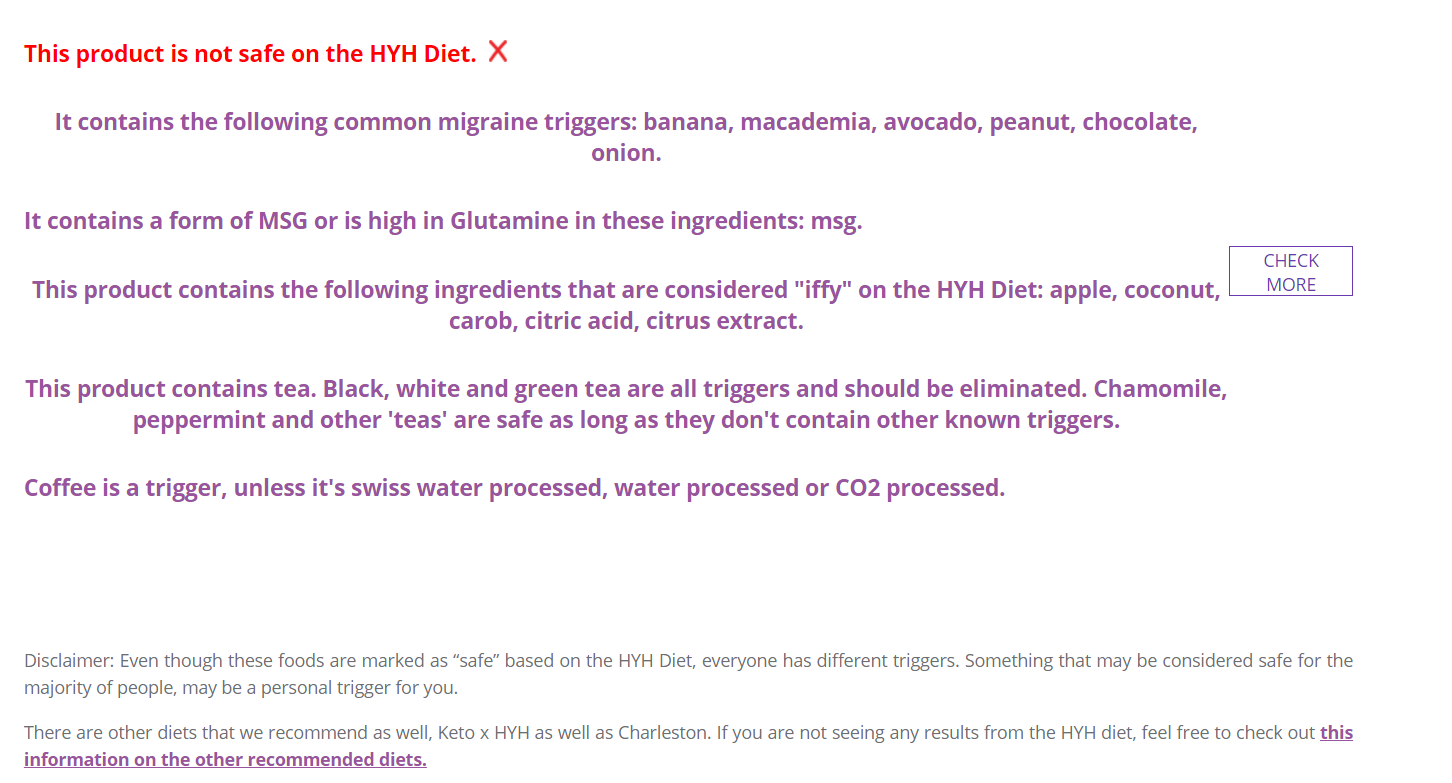 This product is not safe on the HYH Diet. ❌
It contains the following common migraine triggers: banana, macademia, avocado, peanut, chocolate,
onion.
It contains a form of MSG or is high in Glutamine in these ingredients: msg.
CHECK
MORE
This product contains the following ingredients that are considered "iffy" on the HYH Diet: apple, coconut,
carob, citric acid, citrus extract.
This product contains tea. Black, white and green tea are all triggers and should be eliminated. Chamomile,
peppermint and other 'teas' are safe as long as they don't contain other known triggers.
Coffee is a trigger, unless it's swiss water processed, water processed or CO2 processed.
Disclaimer: Even though these foods are marked as “safe” based on the HYH Diet, everyone has different triggers. Something that may be considered safe for the
majority of people, may be a personal trigger for you.
There are other diets that we recommend as well, Keto x HYH as well as Charleston. If you are not seeing any results from the HYH diet, feel free to check out this
information on the other recommended diets.